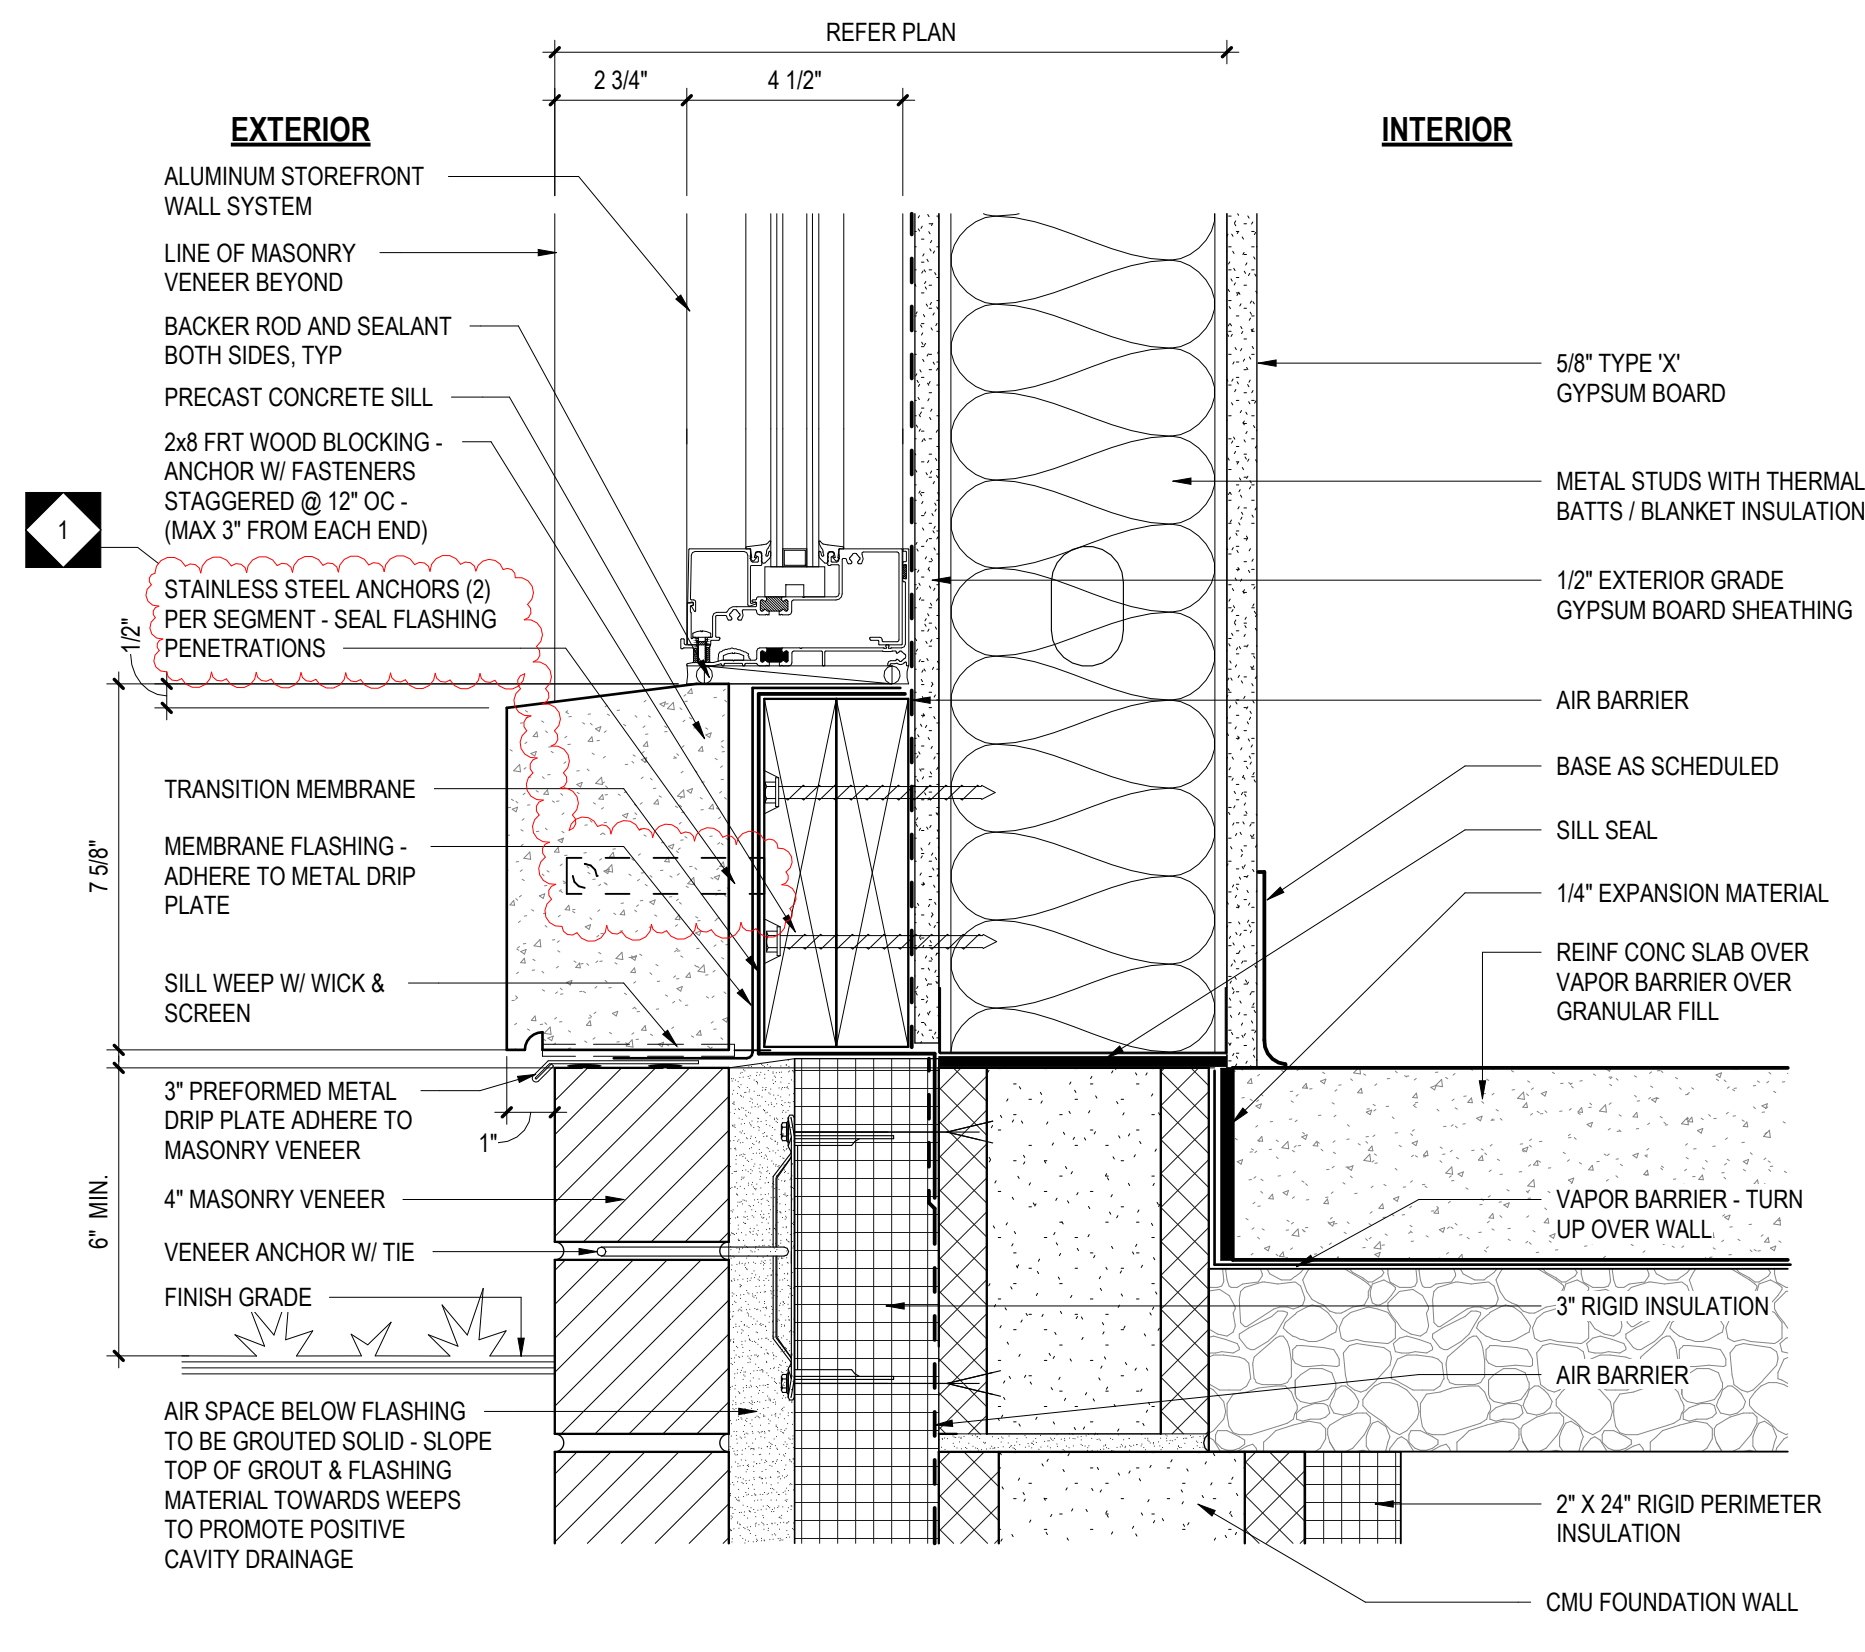 REFER PLAN
2 3/4"
4 1/2"
EXTERIOR
INTERIOR
ALUMINUM STOREFRONT
WALL SYSTEM
LINE OF MASONRY
VENEER BEYOND
BACKER ROD AND SEALANT
BOTH SIDES, TYP
PRECAST CONCRETE SILL
2x8 FRT WOOD BLOCKING -
ANCHOR W/ FASTENERS
STAGGERED @ 12" OC -
(MAX 3" FROM EACH END)
1
STAINLESS STEEL ANCHORS (2)
PER SEGMENT - SEAL FLASHING
PENETRATIONS
1/2"
TRANSITION MEMBRANE
MEMBRANE FLASHING -
ADHERE TO METAL DRIP
PLATE
7 5/8"
SILL WEEP W/ WICK &
SCREEN
3" PREFORMED METAL
DRIP PLATE ADHERE TO
MASONRY VENEER
1"
4" MASONRY VENEER
6" MIN.
VENEER ANCHOR W/ TIE
FINISH GRADE
AIR SPACE BELOW FLASHING
TO BE GROUTED SOLID - SLOPE
TOP OF GROUT & FLASHING
MATERIAL TOWARDS WEEPS
TO PROMOTE POSITIVE
CAVITY DRAINAGE
5/8" TYPE 'X'
GYPSUM BOARD
METAL STUDS WITH THERMAL
BATTS / BLANKET INSULATION
1/2" EXTERIOR GRADE
GYPSUM BOARD SHEATHING
AIR BARRIER
BASE AS SCHEDULED
SILL SEAL
1/4" EXPANSION MATERIAL
REINF CONC SLAB OVER
VAPOR BARRIER OVER
GRANULAR FILL
VAPOR BARRIER - TURN
UP OVER WALL
3" RIGID INSULATION
AIR BARRIER
2" X 24" RIGID PERIMETER
INSULATION
CMU FOUNDATION WALL